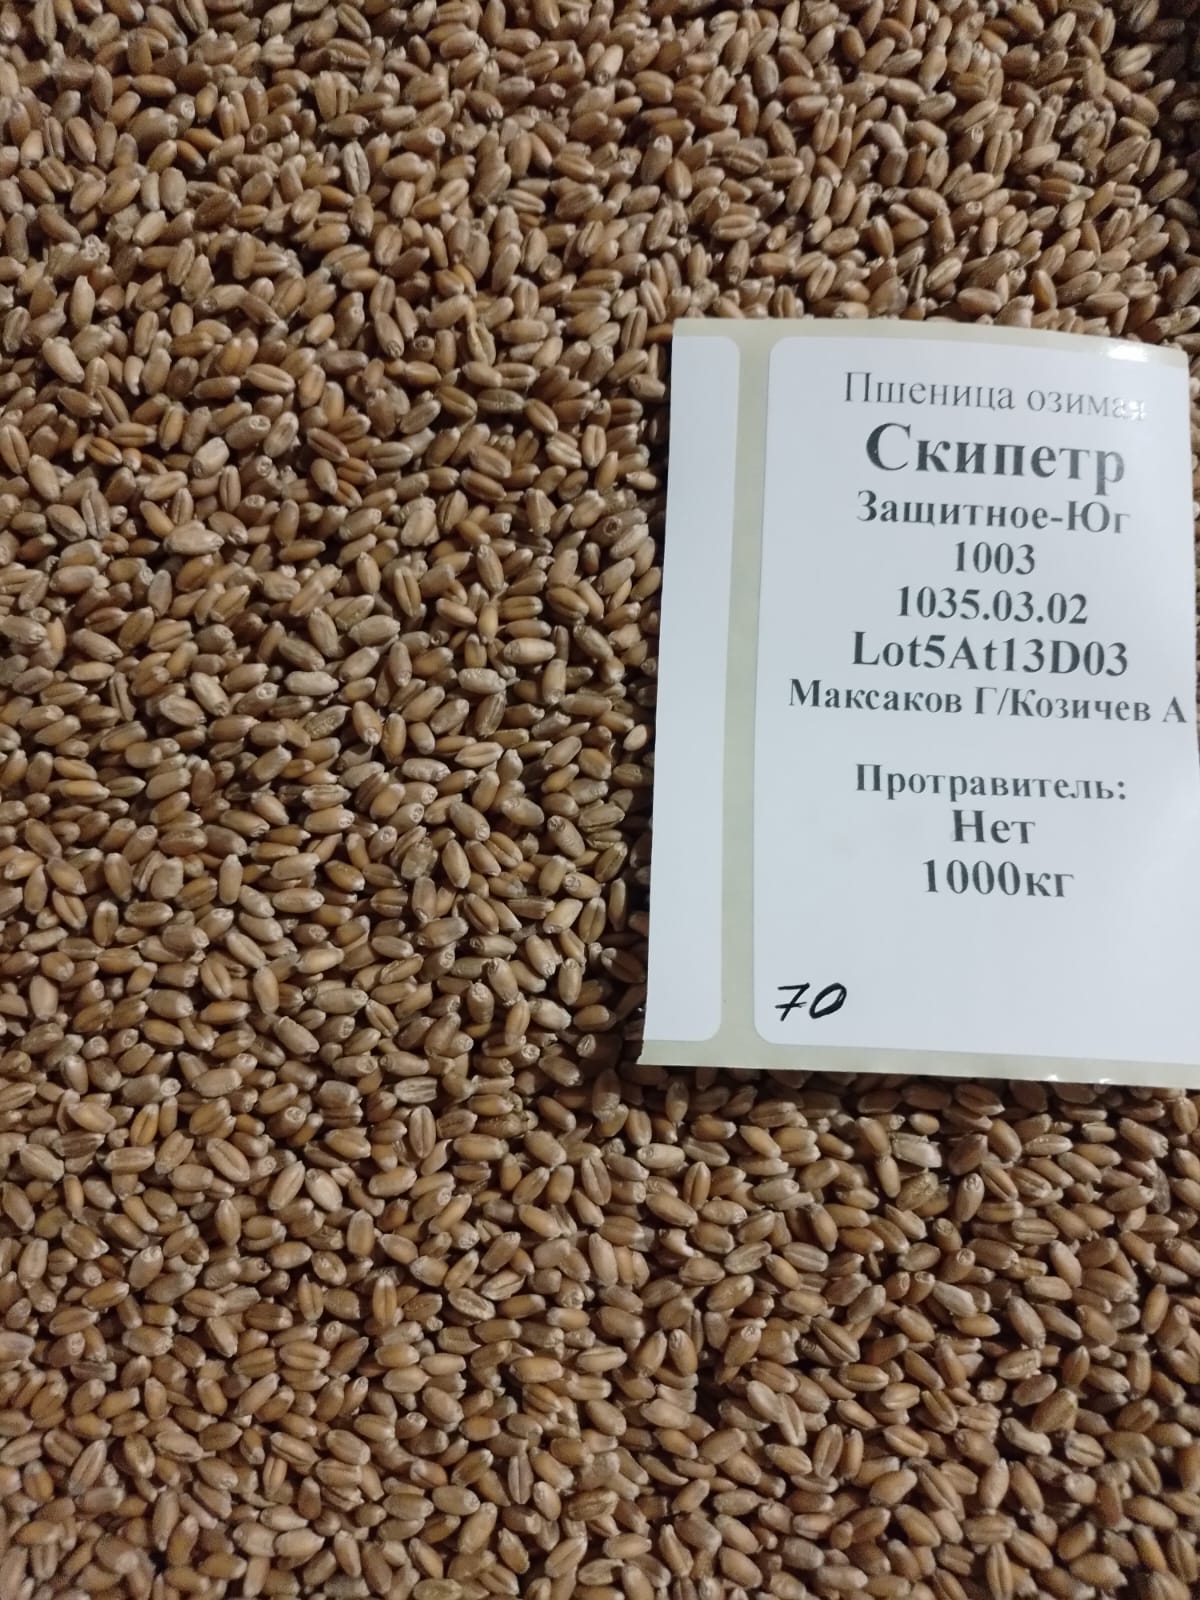 Пшеница озимая
Скипетр
Защитное-Юг
1003
1035.03.02
Lot5At13D03
Максаков Г/Козичев А
Протравитель:
Нет
1000кг
70